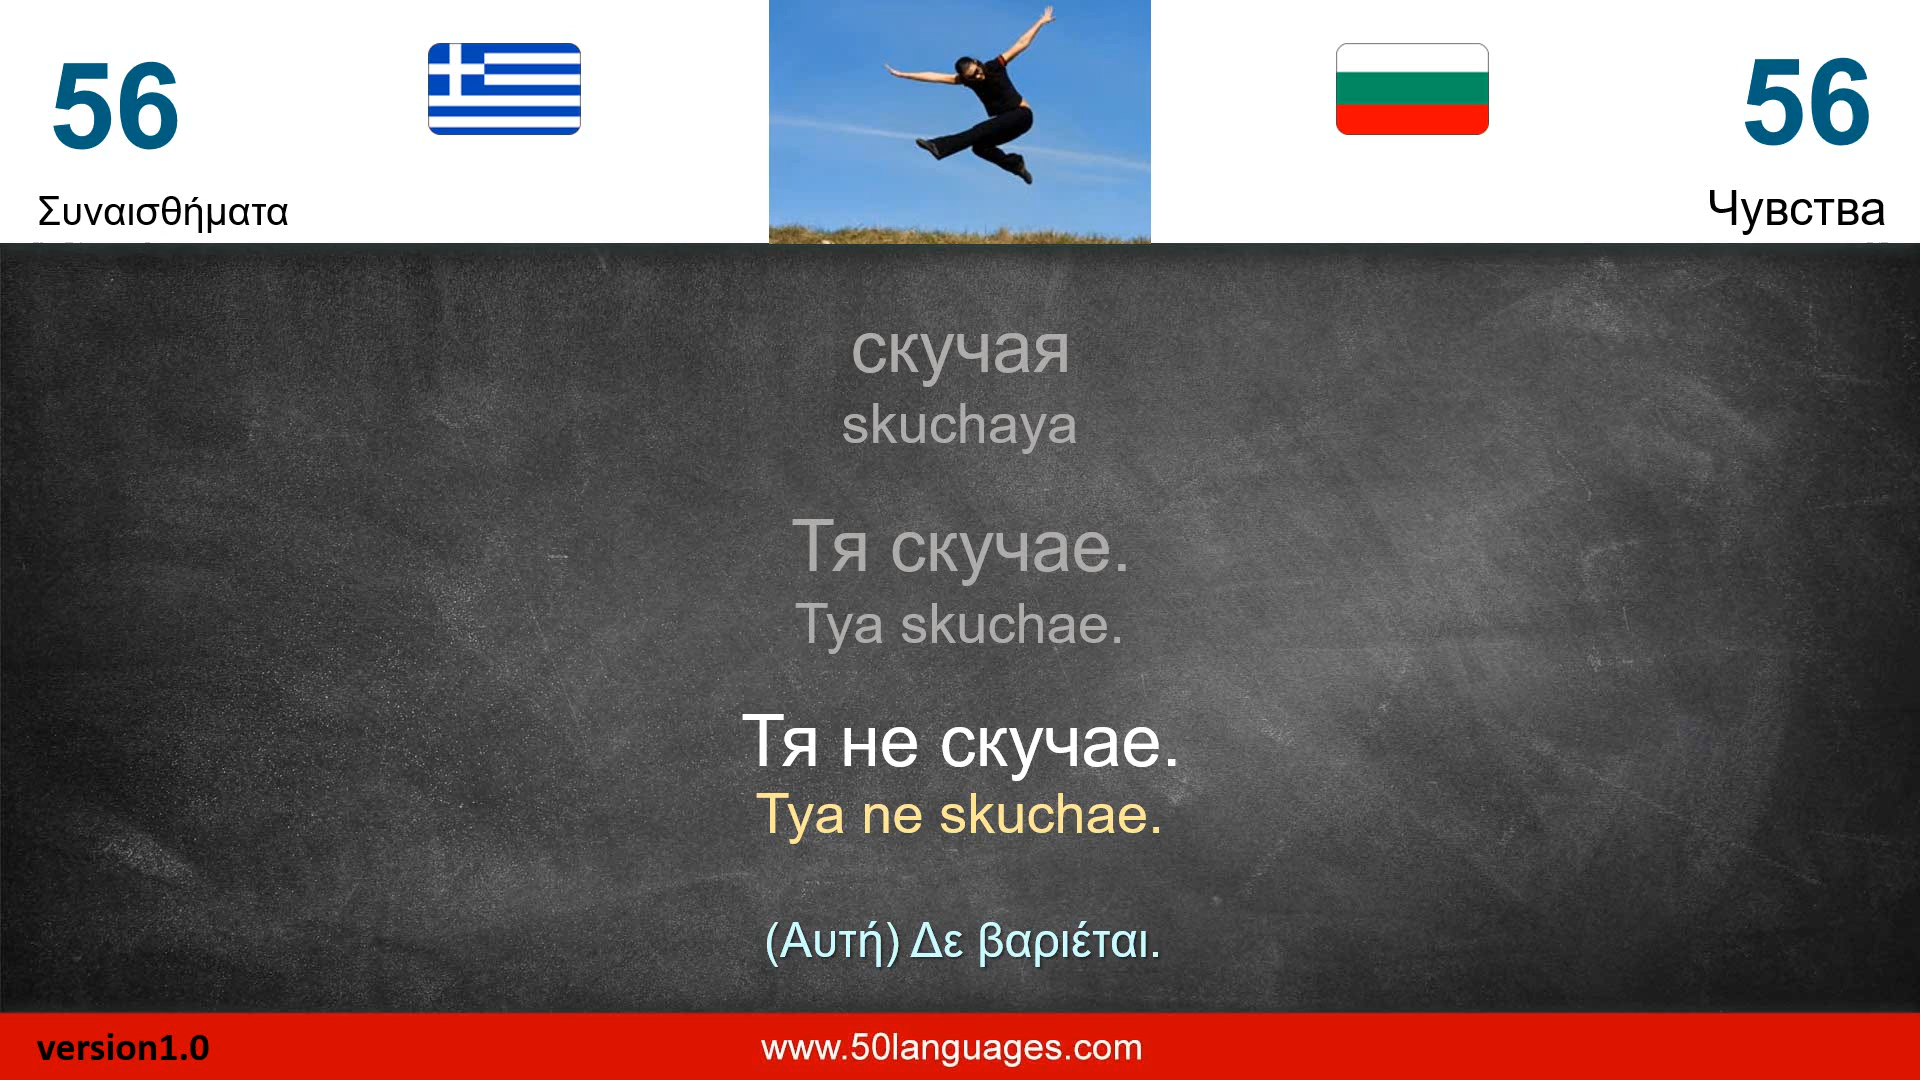 56
56
Συναισθήματα
Чувства
скучая
skuchaya
Тя скучае.
Tya skuchae.
Тя не скучае.
Tya ne skuchae.
(Αυτή) Δε βαριέται.
version1.0
www.50languages.com